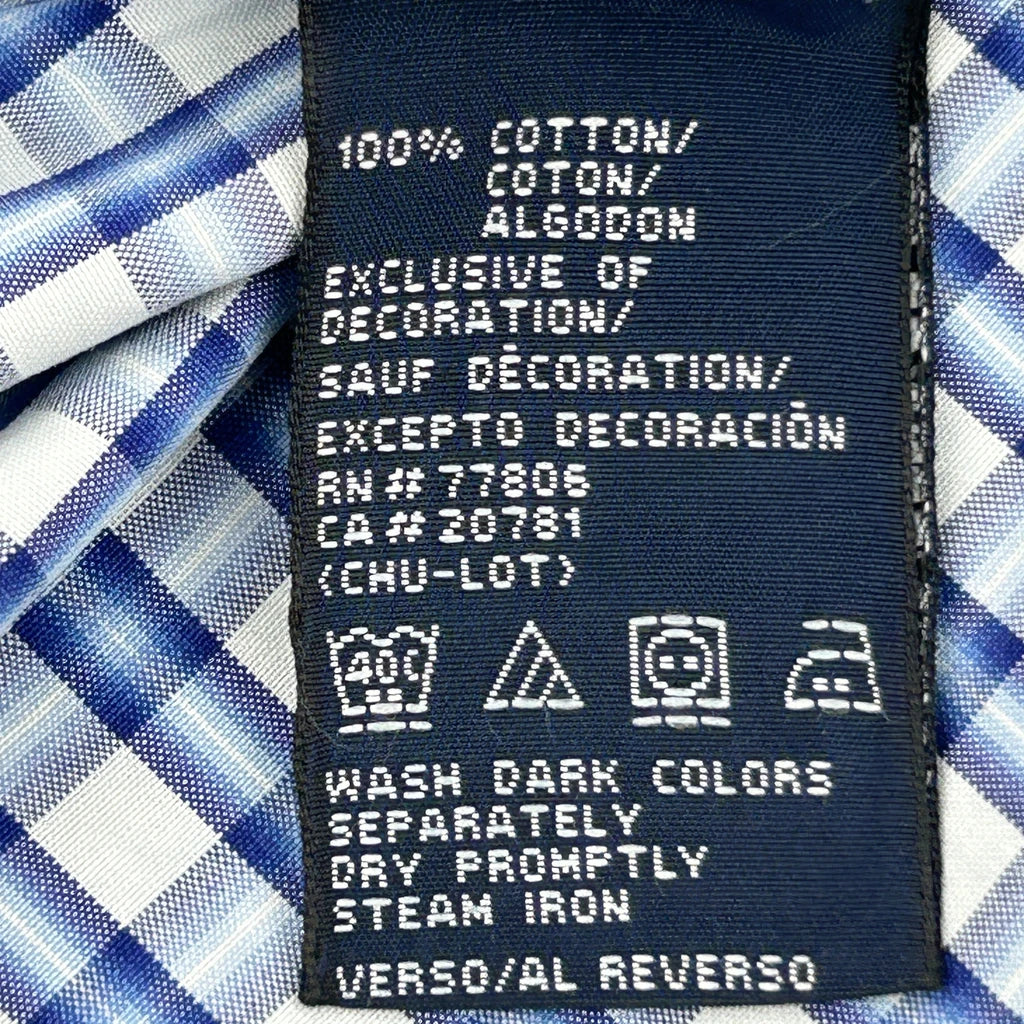 100% COTTON/
COTON/
ALGODON
EXCLUSIVE OF
DECORATION/
SAUF DÉCORATION/
EXCEPTO DECORACIÓN
RN # 77806
CA # 20781
(CHU-LOT)
40C
WASH DARK COLORS
SEPARATELY
DRY PROMPTLY
STEAM IRON
VERSO/AL REVERSO